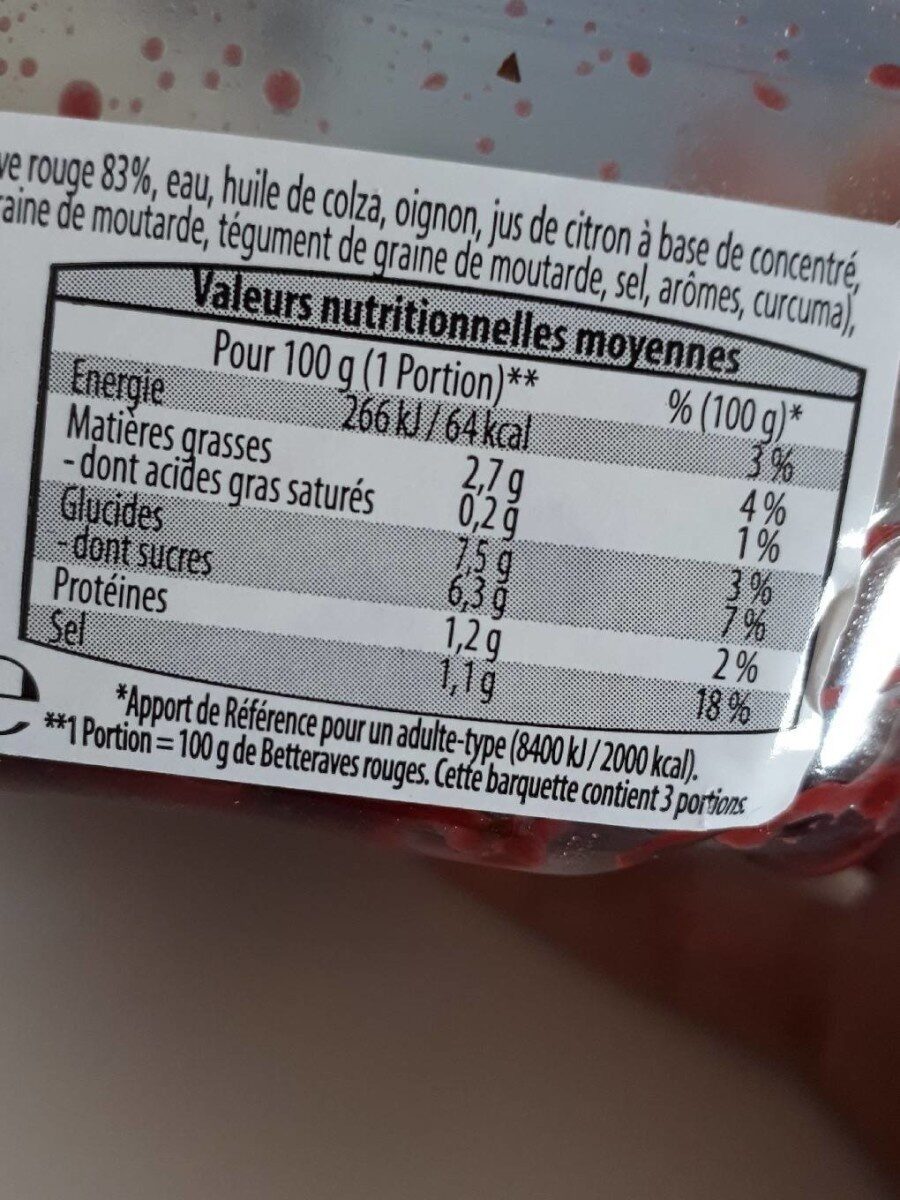 rouge 83%, eau, huile de colza, oignon, jus de citron à base de concentré,
de moutarde, tégument de graine de moutarde, sel, arômes, curcuma),
Valeurs nutritionnelles moyennes
Pour 100 g (1 Portion)** % (100 g)*
Energie 266 kJ / 64 kcal 3 %
Matières grasses 2,7 g 4 %
- dont acides gras saturés 0,2 g 1 %
Glucides 7,5 g 3 %
- dont sucres 6,3 g 7 %
Protéines 1,2 g 2 %
Sel 1,1 g 18 %
*Apport de Référence pour un adulte-type (8400 kJ / 2000 kcal).
**1 Portion = 100 g de Betteraves rouges. Cette barquette contient 3 portions.